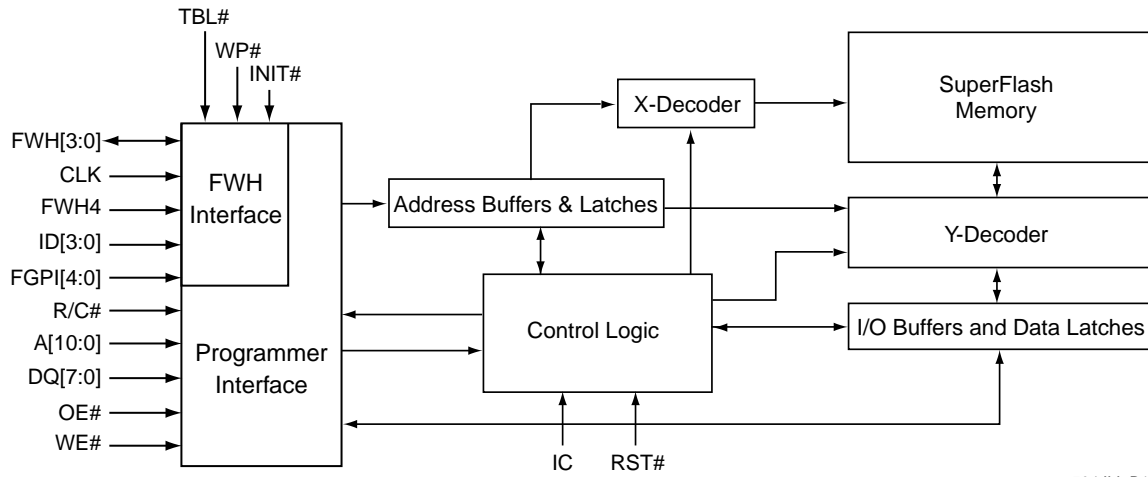 TBL#
WP#
INIT#
FWH[3:0]
CLK
FWH4
ID[3:0]
FGPI[4:0]
R/C#
A[10:0]
DQ[7:0]
OE#
WE#
FWH
Interface
Programmer
Interface
Address Buffers & Latches
X-Decoder
SuperFlash
Memory
Y-Decoder
Control Logic
I/O Buffers and Data Latches
IC
RST#